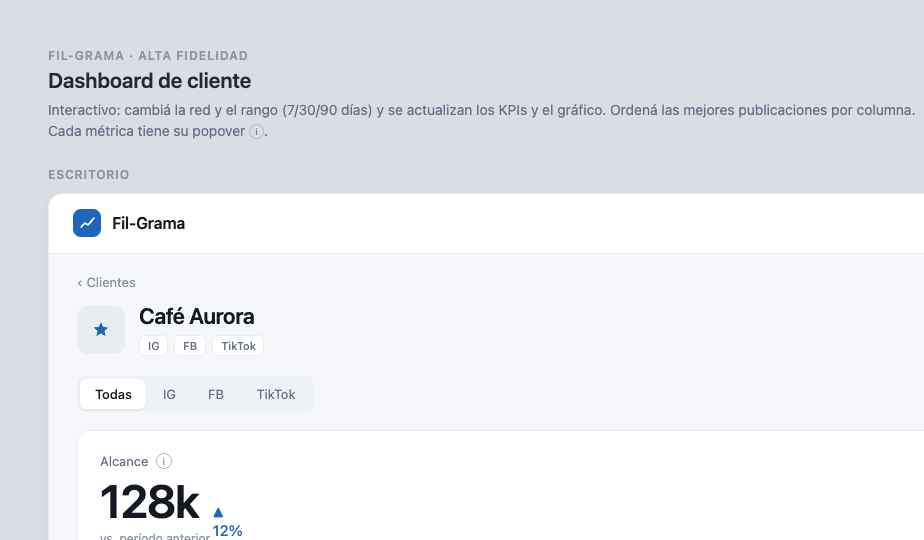 FIL-GRAMA · ALTA FIDELIDAD
Dashboard de cliente
Interactivo: cambiá la red y el rango (7/30/90 días) y se actualizan los KPIs y el gráfico. Ordená las mejores publicaciones por columna.
Cada métrica tiene su popover ⓘ.
ESCRITORIO
Fil-Grama
‹ Clientes
Café Aurora
IG FB TikTok
Todas IG FB TikTok
Alcance ⓘ
128k ▲
12%
vs. período anterior